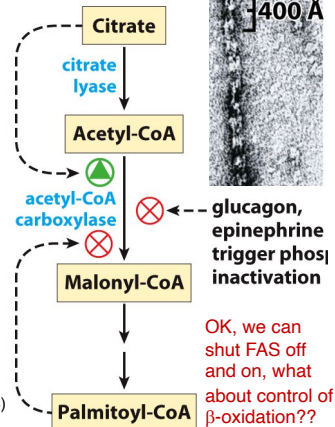 400 Å
Citrate
citrate
lyase
Acetyl-CoA
acetyl-CoA
carboxylase
glucagon,
epinephrine
trigger
inactivation
Malonyl-CoA
OK, we can
shut FAS off
and on, what
about control of
β-oxidation??
)
Palmitoyl-CoA